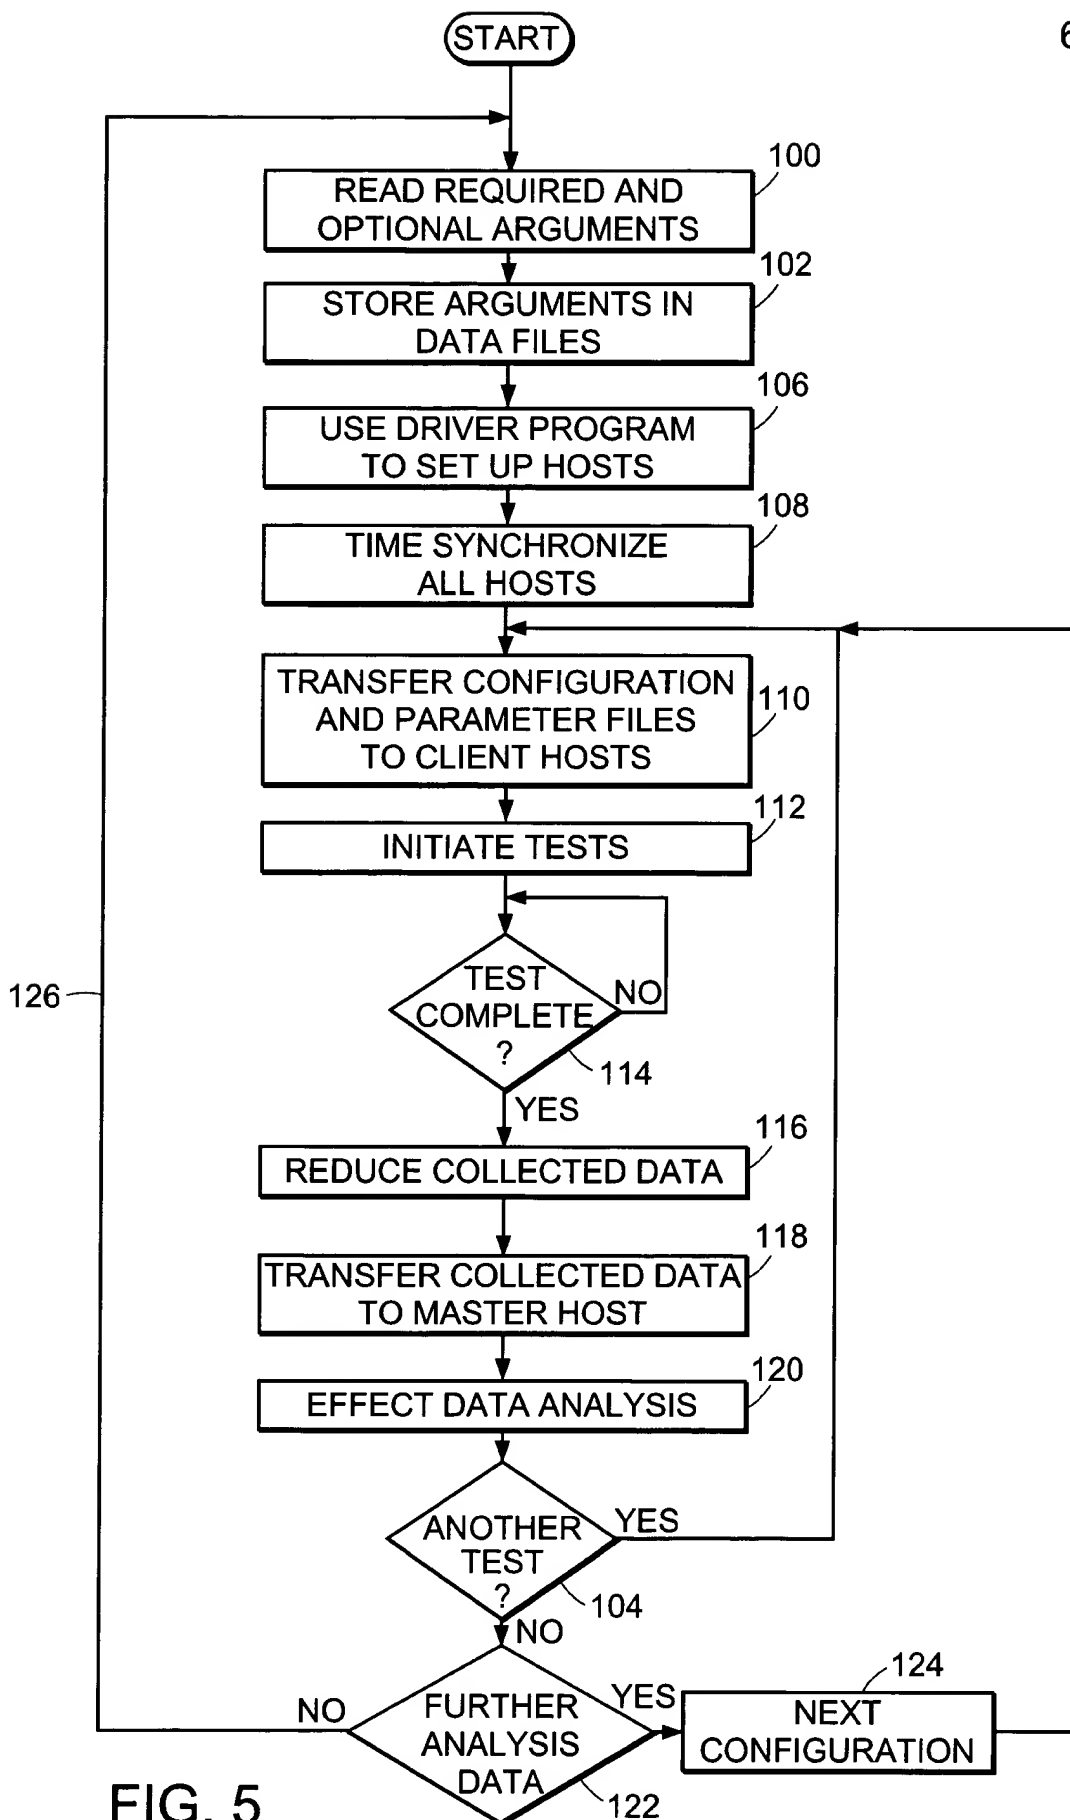 START
6
100
READ REQUIRED AND
OPTIONAL ARGUMENTS
102
STORE ARGUMENTS IN
DATA FILES
106
USE DRIVER PROGRAM
TO SET UP HOSTS
108
TIME SYNCHRONIZE
ALL HOSTS
TRANSFER CONFIGURATION
AND PARAMETER FILES
TO CLIENT HOSTS
110
112
INITIATE TESTS
TEST
COMPLETE
?
NO
126
114
YES
116
REDUCE COLLECTED DATA
118
TRANSFER COLLECTED DATA
TO MASTER HOST
120
EFFECT DATA ANALYSIS
ANOTHER
TEST
?
YES
104
NO
124
NO
FURTHER
ANALYSIS
DATA
YES
NEXT
CONFIGURATION
122
FIG. 5